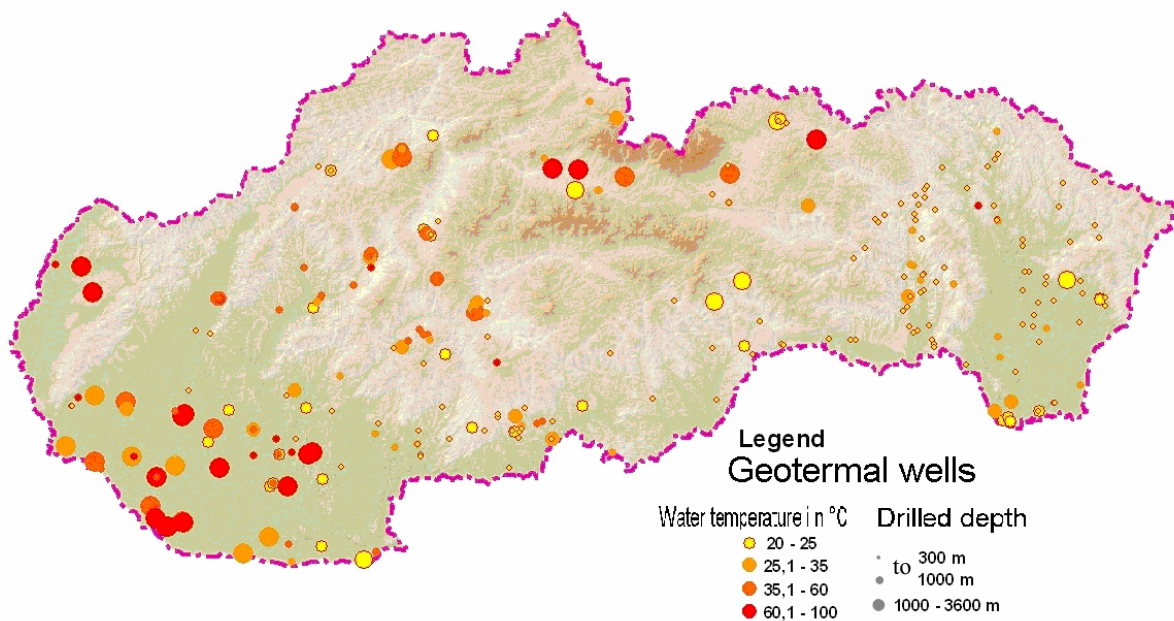 Legend
Geotermal wells
Water temperature in °C
20 - 25
25,1 - 35
35,1 - 60
60,1 - 100
Drilled depth
to 300 m
1000 m
1000 - 3600 m